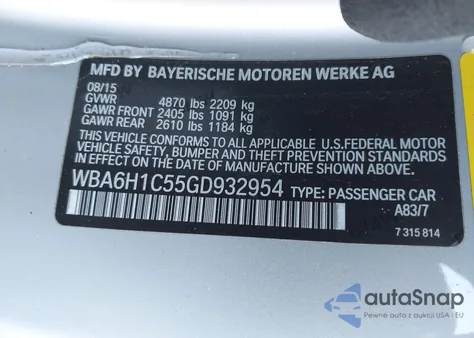 MFD BY BAYERISCHE MOTOREN WERKE AG
08/15
GVWR 4870 lbs 2209 kg
GAWR FRONT 2405 lbs 1091 kg
GAWR REAR 2610 lbs 1184 kg
THIS VEHICLE CONFORMS TO ALL APPLICABLE U.S.FEDERAL MOTOR
VEHICLE SAFETY, BUMPER, AND THEFT PREVENTION STANDARDS IN
EFFECT ON THE DATE OF MANUFACTURE SHOWN ABOVE.
WBA6H1C55GD932954 TYPE: PASSENGER CAR
A83/7
7 315 814
autoSnap
Pewne auta z aukcji USA i EU